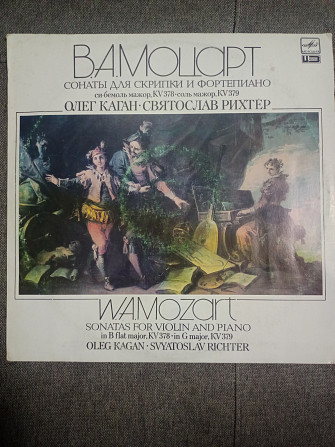 В.А.МОЦАРТ
СОНАТЫ ДЛЯ СКРИПКИ И ФОРТЕПИАНО
си-бемоль мажор, KV 378 · соль мажор, KV 379
ОЛЕГ КАГАН · СВЯТОСЛАВ РИХТЕР
W.A.Mozart
SONATAS FOR VIOLIN AND PIANO
in B flat major, KV 378 · in G major, KV 379
OLEG KAGAN · SVYATOSLAV RICHTER